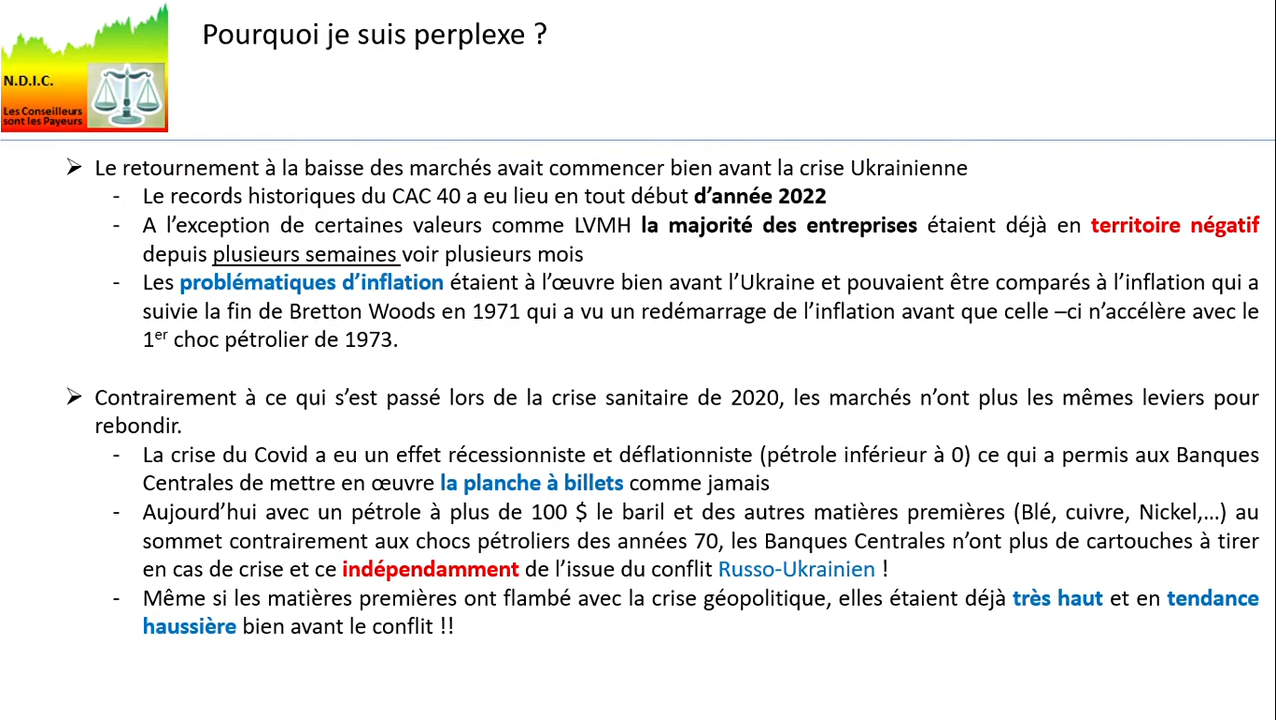 Pourquoi je suis perplexe ?
N.D.I.C.
Les Conseilleurs
sont les Payeurs
➢ Le retournement à la baisse des marchés avait commencer bien avant la crise Ukrainienne
- Le records historiques du CAC 40 a eu lieu en tout début d’année 2022
- A l’exception de certaines valeurs comme LVMH la majorité des entreprises étaient déjà en territoire négatif
depuis plusieurs semaines voir plusieurs mois
- Les problématiques d’inflation étaient à l’œuvre bien avant l’Ukraine et pouvaient être comparés à l’inflation qui a
suivie la fin de Bretton Woods en 1971 qui a vu un redémarrage de l’inflation avant que celle –ci n’accélère avec le
1er choc pétrolier de 1973.
➢ Contrairement à ce qui s’est passé lors de la crise sanitaire de 2020, les marchés n’ont plus les mêmes leviers pour
rebondir.
- La crise du Covid a eu un effet récessionniste et déflationniste (pétrole inférieur à 0) ce qui a permis aux Banques
Centrales de mettre en œuvre la planche à billets comme jamais
- Aujourd’hui avec un pétrole à plus de 100 $ le baril et des autres matières premières (Blé, cuivre, Nickel,…) au
sommet contrairement aux chocs pétroliers des années 70, les Banques Centrales n’ont plus de cartouches à tirer
en cas de crise et ce indépendamment de l’issue du conflit Russo-Ukrainien !
- Même si les matières premières ont flambé avec la crise géopolitique, elles étaient déjà très haut et en tendance
haussière bien avant le conflit !!